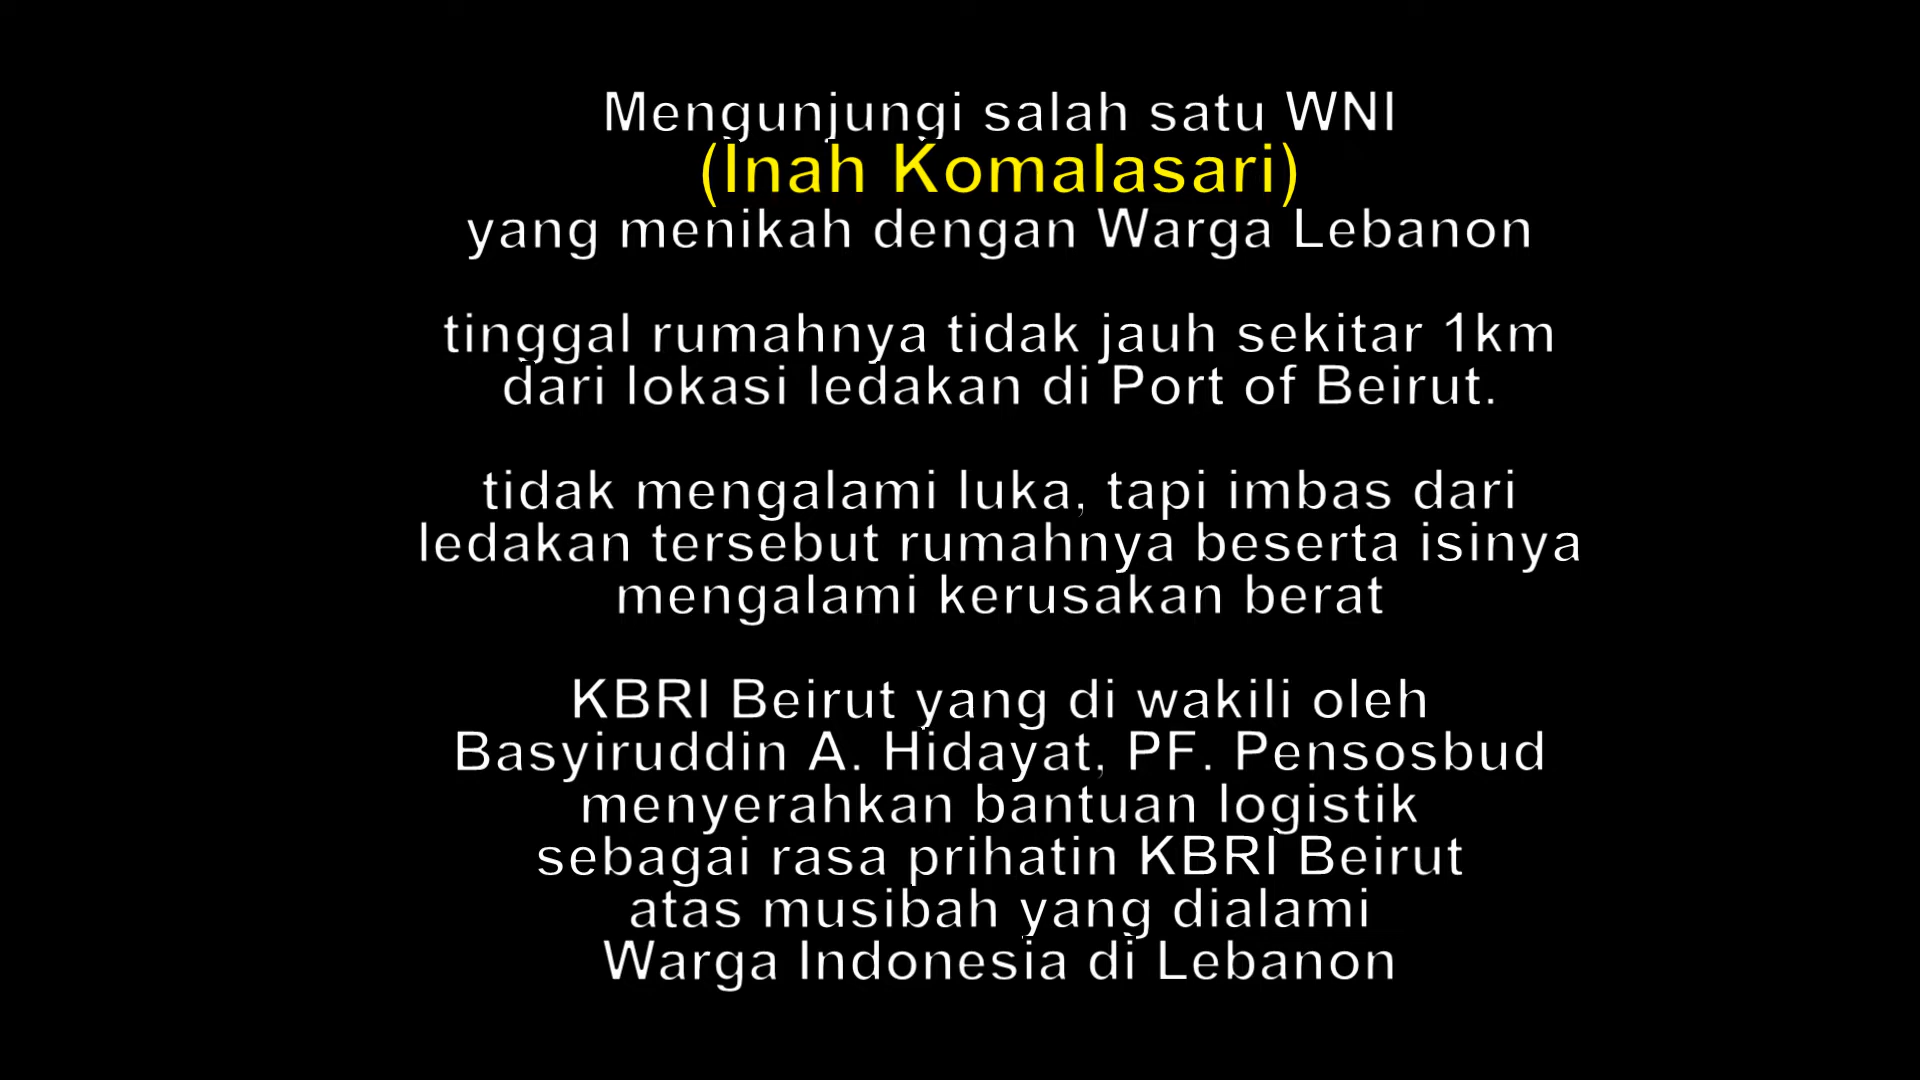 Mengunjungi salah satu WNI
(Inah Komalasari)
yang menikah dengan Warga Lebanon
tinggal rumahnya tidak jauh sekitar 1km
dari lokasi ledakan di Port of Beirut.
tidak mengalami luka, tapi imbas dari
ledakan tersebut rumahnya beserta isinya
mengalami kerusakan berat
KBRI Beirut yang di wakili oleh
Basyiruddin A. Hidayat, PF. Pensosbud
menyerahkan bantuan logistik
sebagai rasa prihatin KBRI Beirut
atas musibah yang dialami
Warga Indonesia di Lebanon